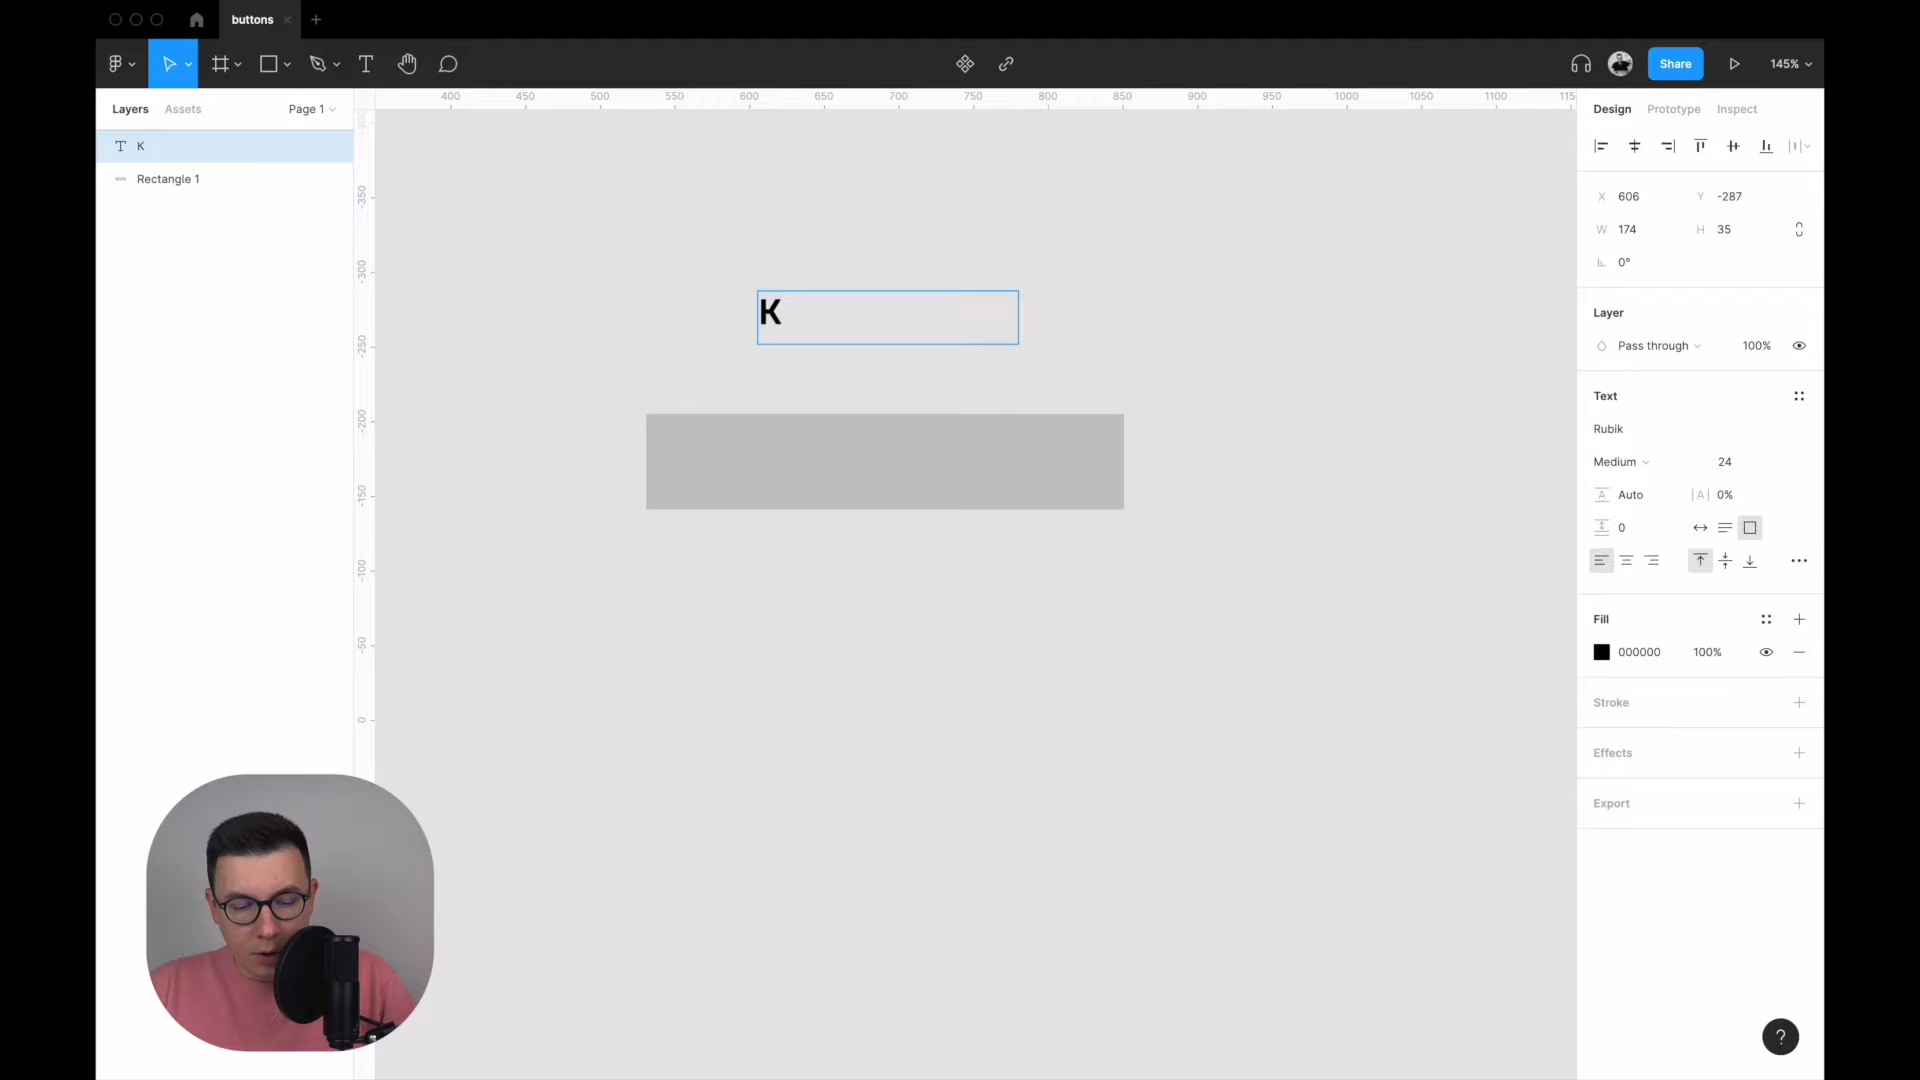 buttons
Share
145%
Layers Assets Page 1
400 450 500 550 600 650 700 750 800 850 900 950 1000 1050 1100
Design Prototype Inspect
K
Rectangle 1
-350
-300
-250
-200
-150
-100
-50
0
K
X 606 Y -287
W 174 H 35
0°
Layer
Pass through 100%
Text
Rubik
Medium 24
A Auto |A| 0%
0
Fill
000000 100%
Stroke
Effects
Export
?